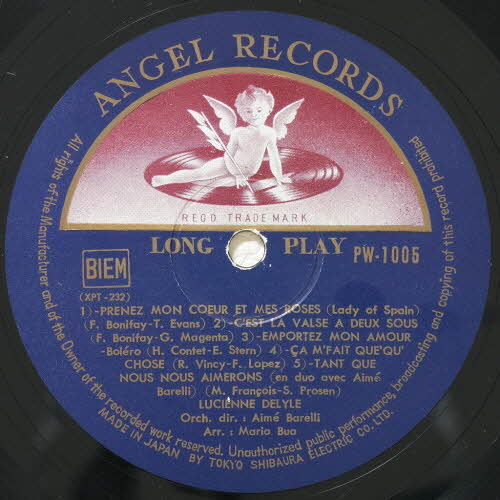 ANGEL RECORDS
REGD TRADE-MARK
LONG PLAY PW-1005
BIEM
(XPT-232)
1)-PRENEZ MON COEUR ET MES ROSES (Lady of Spain)
(F. Bonifay-T. Evans) 2)-C'EST LA VALSE A DEUX SOUS
(F. Bonifay-G. Magenta) 3)-EMPORTEZ MON AMOUR
-Boléro (H. Contet-E. Stern) 4)-ÇA M'FAIT QUE'QU'
CHOSE (R. Vincy-F. Lopez) 5)-TANT QUE
NOUS NOUS AIMERONS (en duo avec Aimé
Barelli) (M. François-S. Prosen)
LUCIENNE DELYLE
Orch. dir. : Aimé Barelli
Arr. : Maria Bua
All rights of the Manufacturer and of the Owner of the recorded work reserved. Unauthorized public performance, broadcasting and copying of this record prohibited
MADE IN JAPAN BY TOKYO SHIBAURA ELECTRIC CO., LTD.